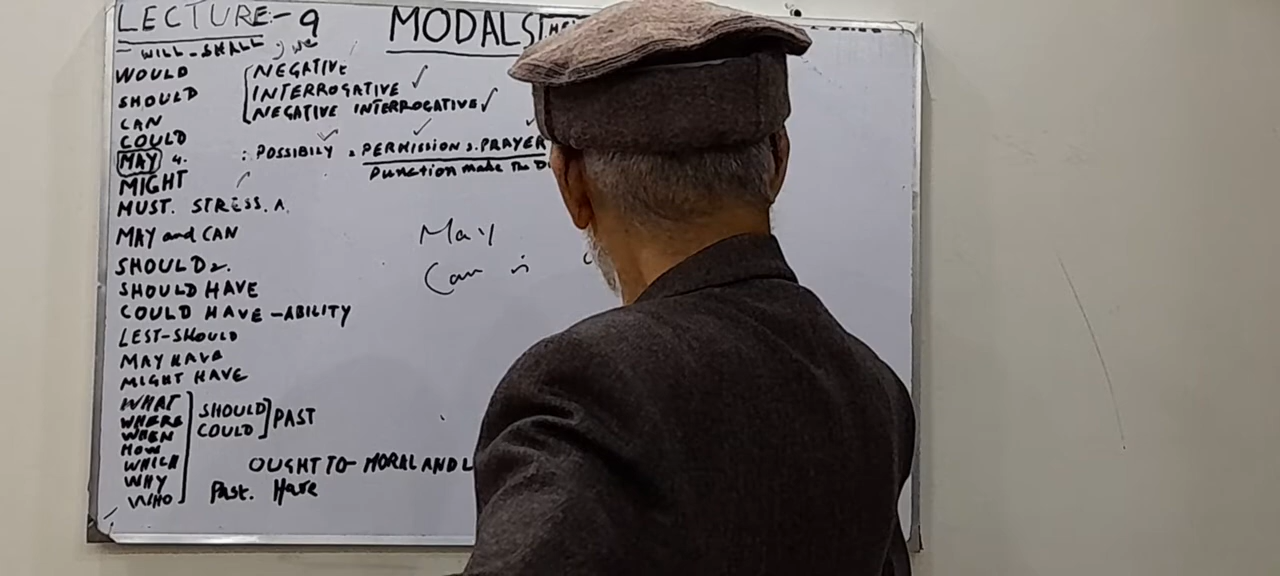 LECTURE-9
MODALS
WILL-SHALL
WOULD
NEGATIVE
SHOULD
INTERROGATIVE ✓
NEGATIVE INTERROGATIVE ✓
CAN
COULD
MAY 4. : POSSIBILY . PERMISSION . PRAYER
MIGHT
MUST. STRESS. A.
MAY and CAN
May
SHOULD 2.
Can is
SHOULD HAVE
COULD HAVE -ABILITY
LEST-SHOULD
MAY HAVE
MIGHT HAVE
WHAT
WHERE SHOULD
WHEN COULD PAST
HOW
WHICH
WHY
WHO
OUGHT TO- MORAL AND L
Past. Have